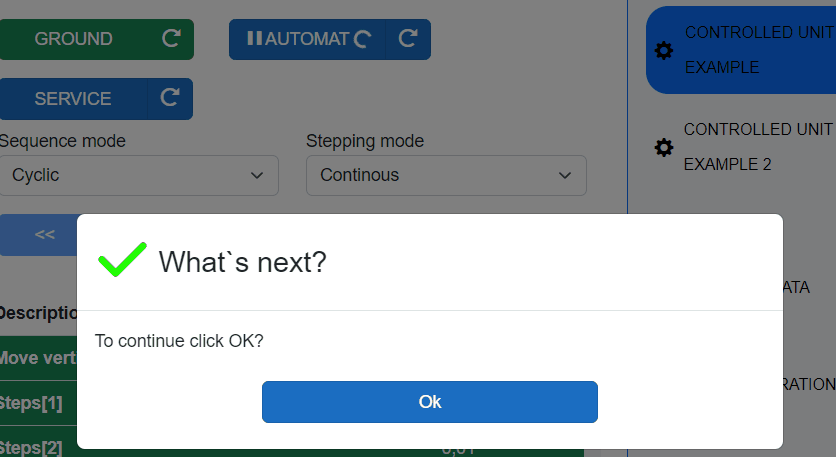 GROUND
AUTOMAT
SERVICE
Sequence mode
Stepping mode
Cyclic
Continous
<<
What`s next?
To continue click OK?
Ok
Descriptio
Move vert
Steps[1]
Steps[2]
CONTROLLED UNIT
EXAMPLE
CONTROLLED UNIT
EXAMPLE 2
ATA
RATION